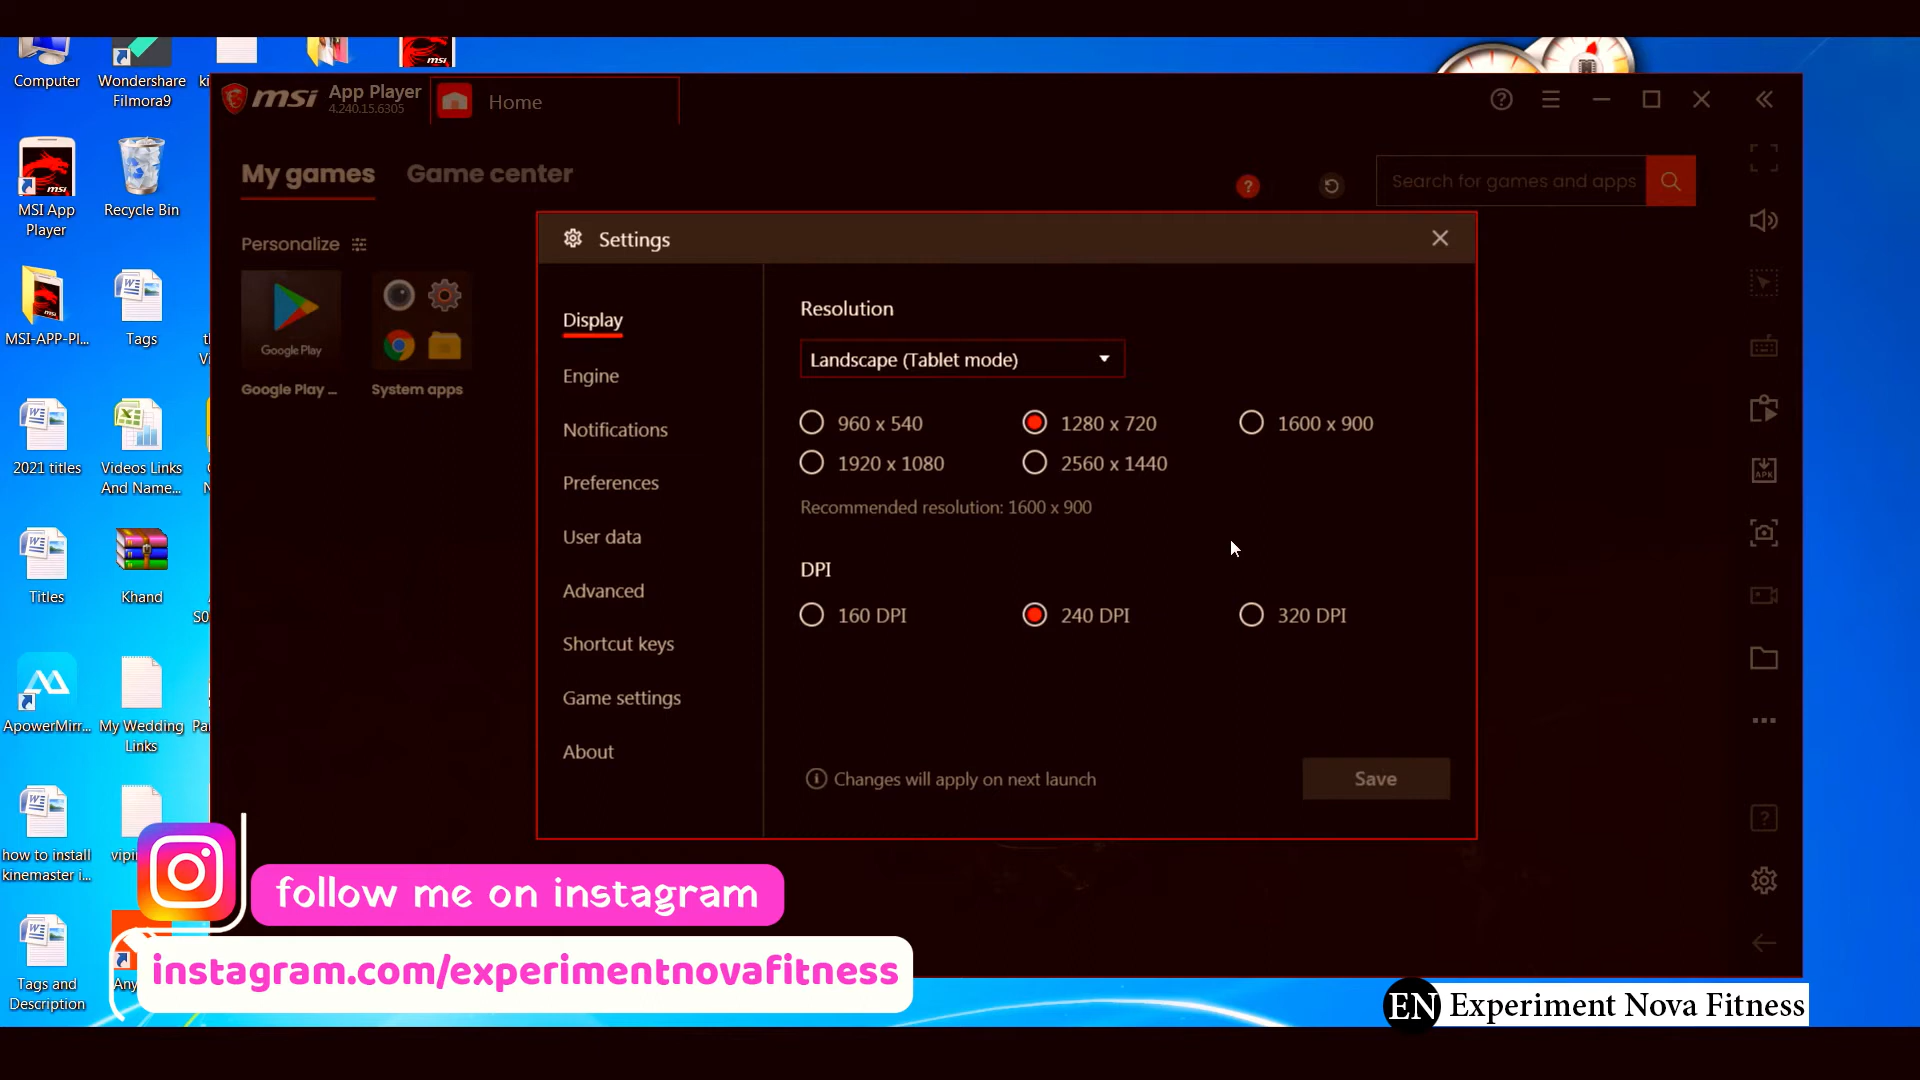 Computer
Wondershare
Filmora9
ki
msi
msi App Player
4.240.15.6305
Home
My games
Game center
Search for games and apps
MSI App
Player
Recycle Bin
Personalize
Google Play
Google Play ...
System apps
MSI-APP-Pl...
Tags
2021 titles
Videos Links
And Name...
Titles
Khand
ApowerMirr...
My Wedding
Links
how to install
kinemaster i...
Tags and
Description
Settings
Display
Engine
Notifications
Preferences
User data
Advanced
Shortcut keys
Game settings
About
Resolution
Landscape (Tablet mode)
960 x 540
1280 x 720
1600 x 900
1920 x 1080
2560 x 1440
Recommended resolution: 1600 x 900
DPI
160 DPI
240 DPI
320 DPI
Changes will apply on next launch
Save
APK
follow me on instagram
instagram.com/experimentnovafitness
EN Experiment Nova Fitness